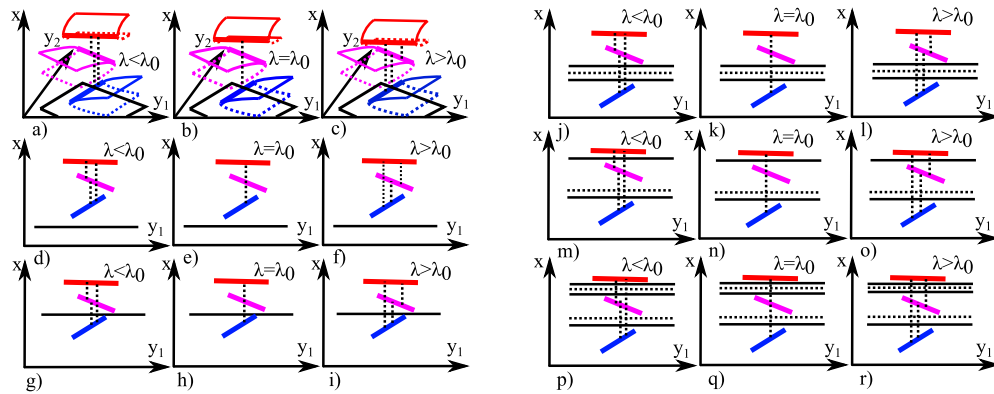 x y₂ λ<λ₀ y₁ a)
x y₂ λ=λ₀ y₁ b)
x y₂ λ>λ₀ y₁ c)
x λ<λ₀ y₁ d)
x λ=λ₀ y₁ e)
x λ>λ₀ y₁ f)
x λ<λ₀ y₁ g)
x λ=λ₀ y₁ h)
x λ>λ₀ y₁ i)
x λ<λ₀ y₁ j)
x λ=λ₀ y₁ k)
x λ>λ₀ y₁ l)
x λ<λ₀ y₁ m)
x λ=λ₀ y₁ n)
x λ>λ₀ y₁ o)
x λ<λ₀ y₁ p)
x λ=λ₀ y₁ q)
x λ>λ₀ y₁ r)